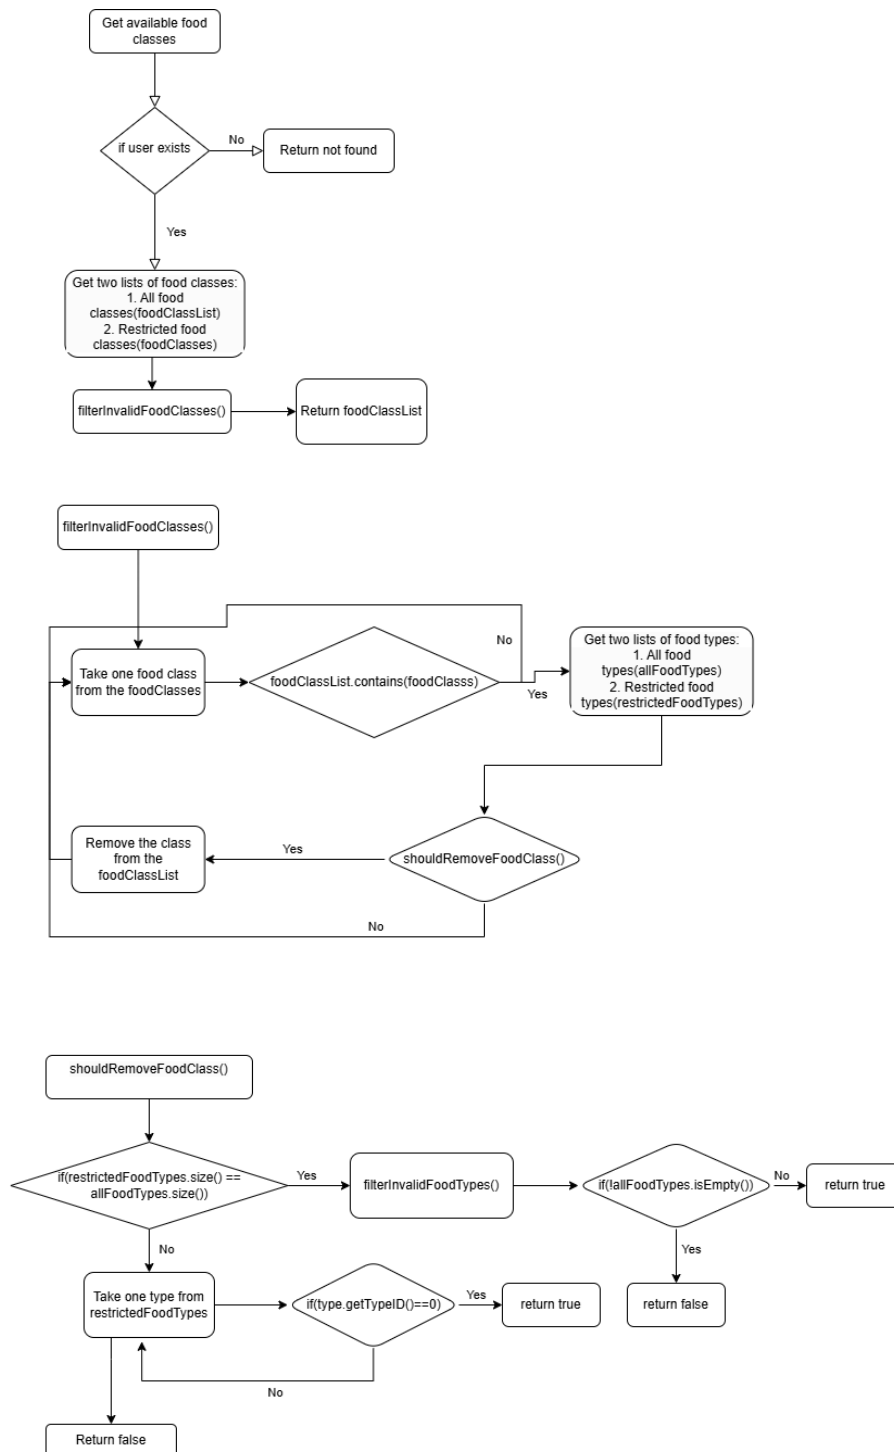 Get available food
classes
if user exists
No
Return not found
Yes
Get two lists of food classes:
1. All food
classes(foodClassList)
2. Restricted food
classes(foodClasses)
filterInvalidFoodClasses()
Return foodClassList
filterInvalidFoodClasses()
No
Take one food class
from the foodClasses
foodClassList.contains(foodClasss)
Yes
Get two lists of food types:
1. All food
types(allFoodTypes)
2. Restricted food
types(restrictedFoodTypes)
Remove the class
from the
foodClassList
Yes
shouldRemoveFoodClass()
No
shouldRemoveFoodClass()
if(restrictedFoodTypes.size() ==
allFoodTypes.size())
Yes
filterInvalidFoodTypes()
if(!allFoodTypes.isEmpty())
No
return true
No
Yes
Take one type from
restrictedFoodTypes
if(type.getTypeID()==0)
Yes
return true
return false
No
Return false